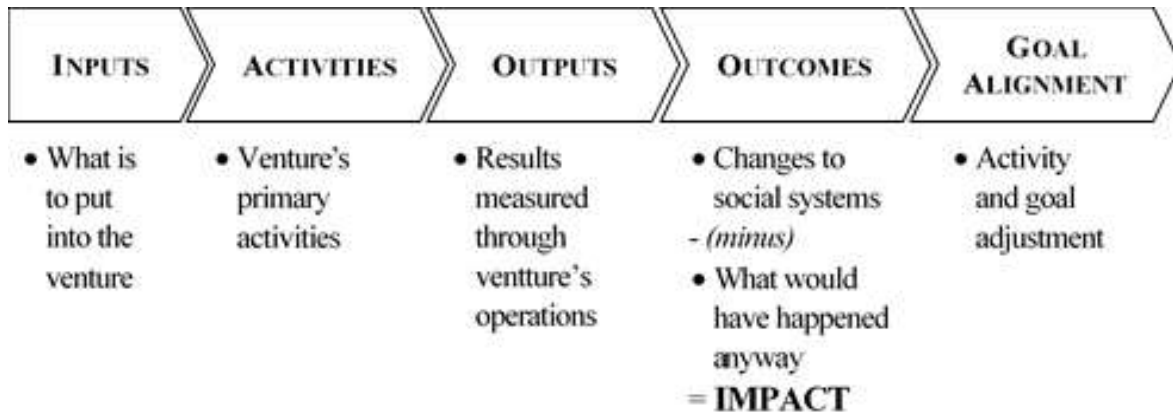 INPUTS
ACTIVITIES
OUTPUTS
OUTCOMES
GOAL
ALIGNMENT
• What is
to put
into the
venture
• Venture's
primary
activities
• Results
measured
through
ventture's
operations
• Changes to
social systems
- (minus)
• What would
have happened
anyway
= IMPACT
• Activity
and goal
adjustment